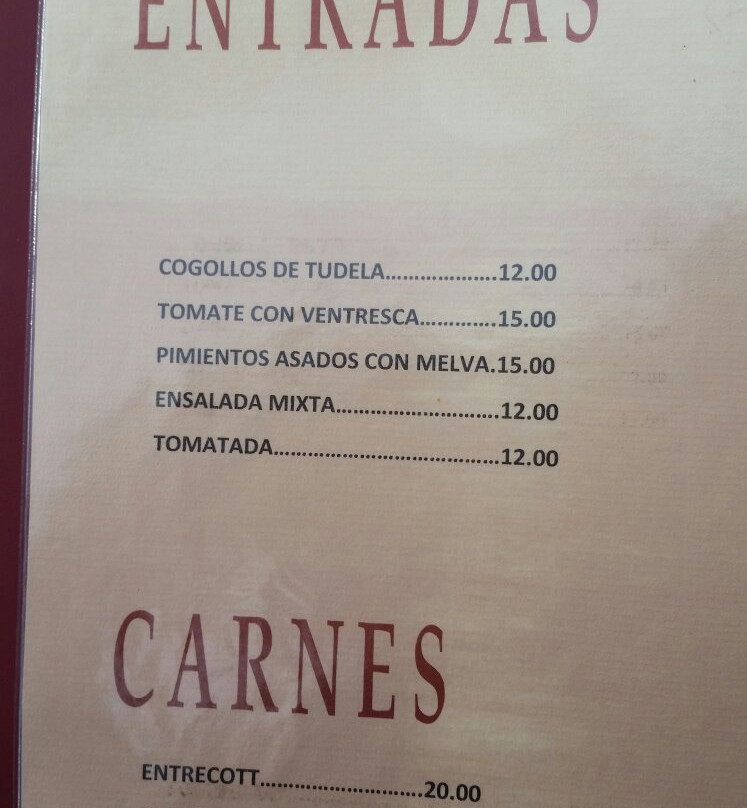 ENTRADAS
COGOLLOS DE TUDELA...................12.00
TOMATE CON VENTRESCA.............15.00
PIMIENTOS ASADOS CON MELVA.15.00
ENSALADA MIXTA............................12.00
TOMATADA.......................................12.00
CARNES
ENTRECOTT............................20.00